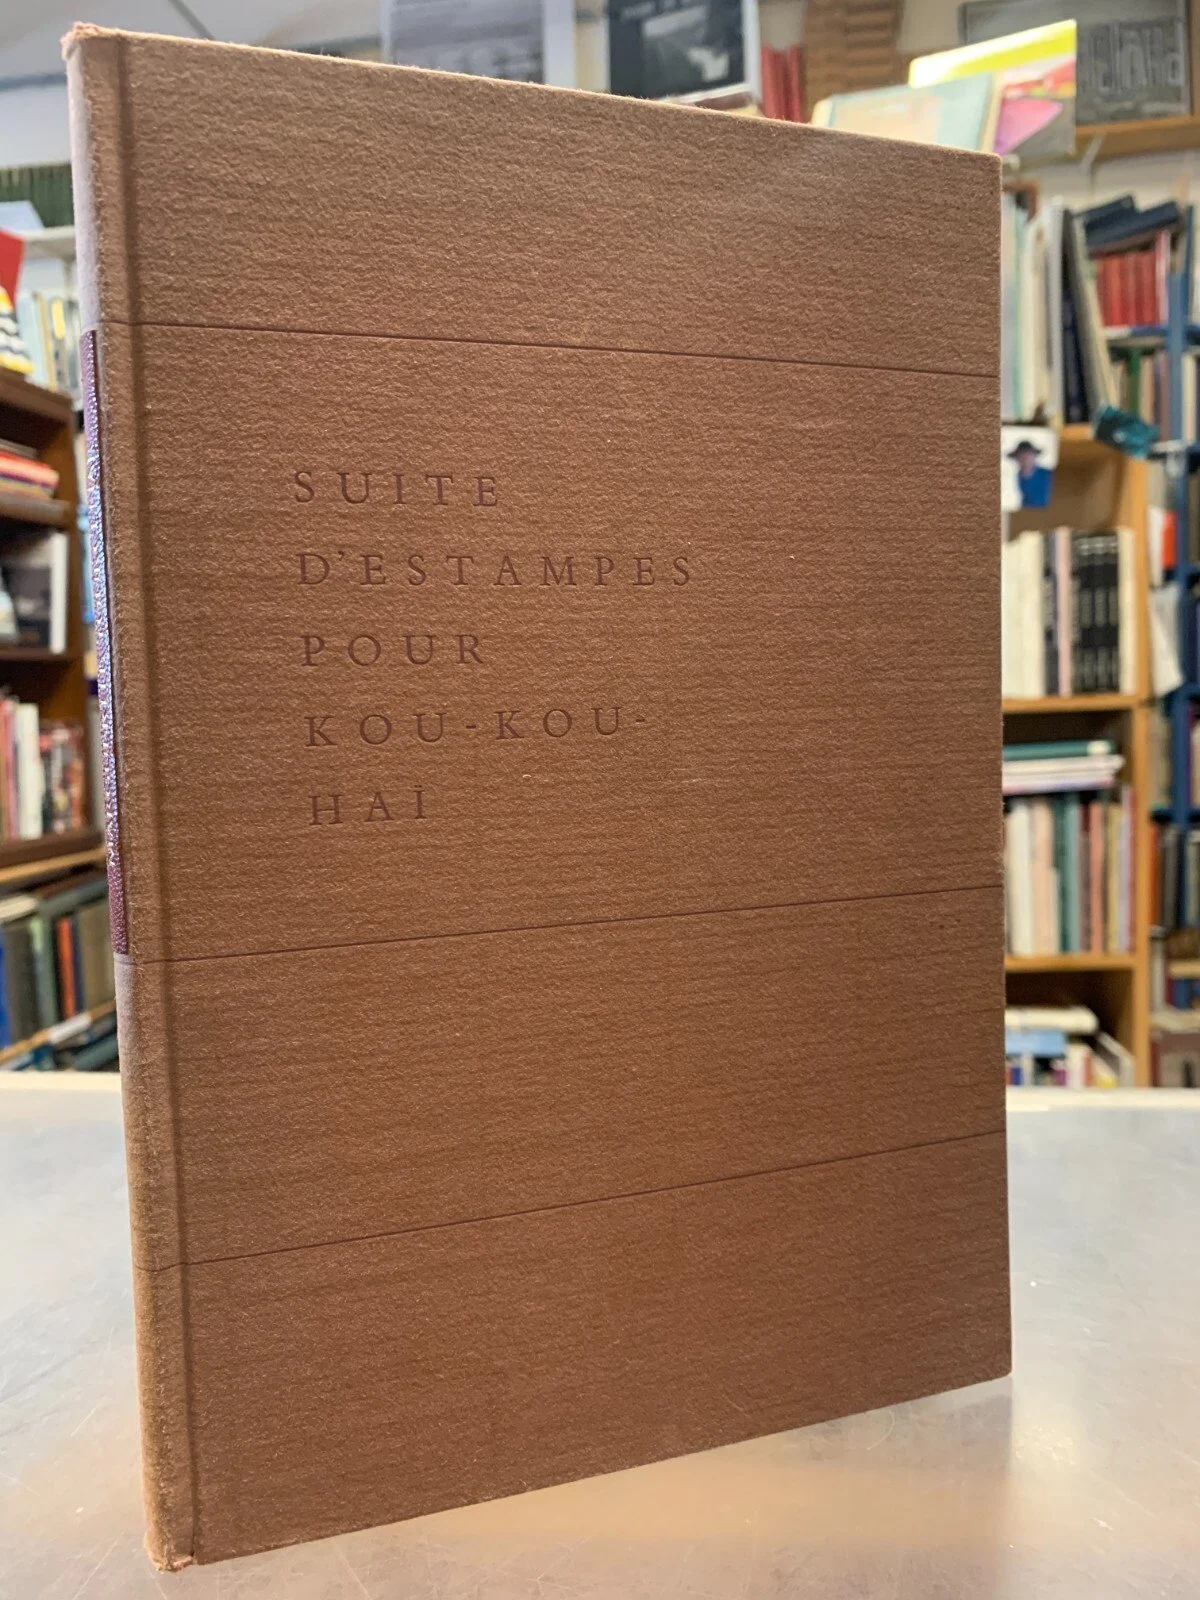 SUITE
D'ESTAMPES
POUR
KOU-KOU-
HAÏ